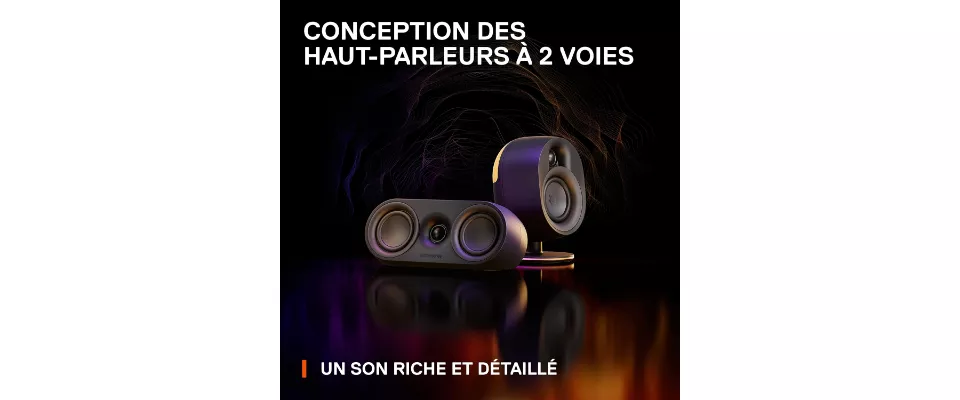 CONCEPTION DES
HAUT-PARLEURS À 2 VOIES
UN SON RICHE ET DÉTAILLÉ